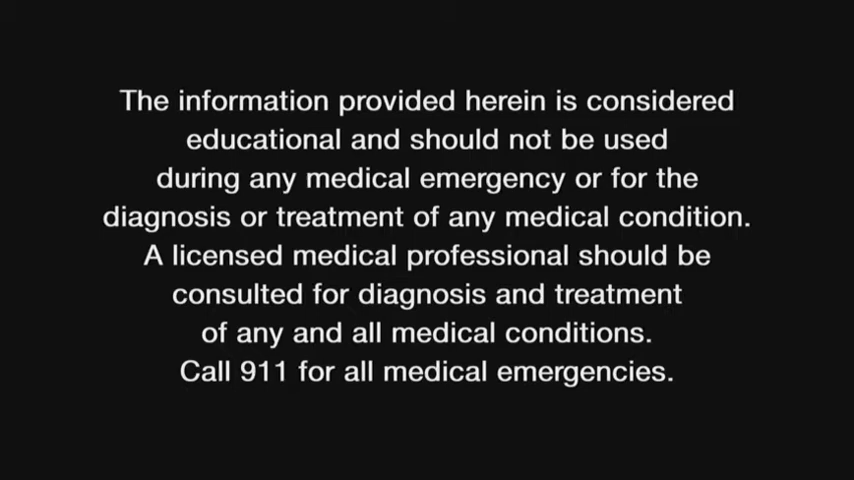 The information provided herein is considered
educational and should not be used
during any medical emergency or for the
diagnosis or treatment of any medical condition.
A licensed medical professional should be
consulted for diagnosis and treatment
of any and all medical conditions.
Call 911 for all medical emergencies.